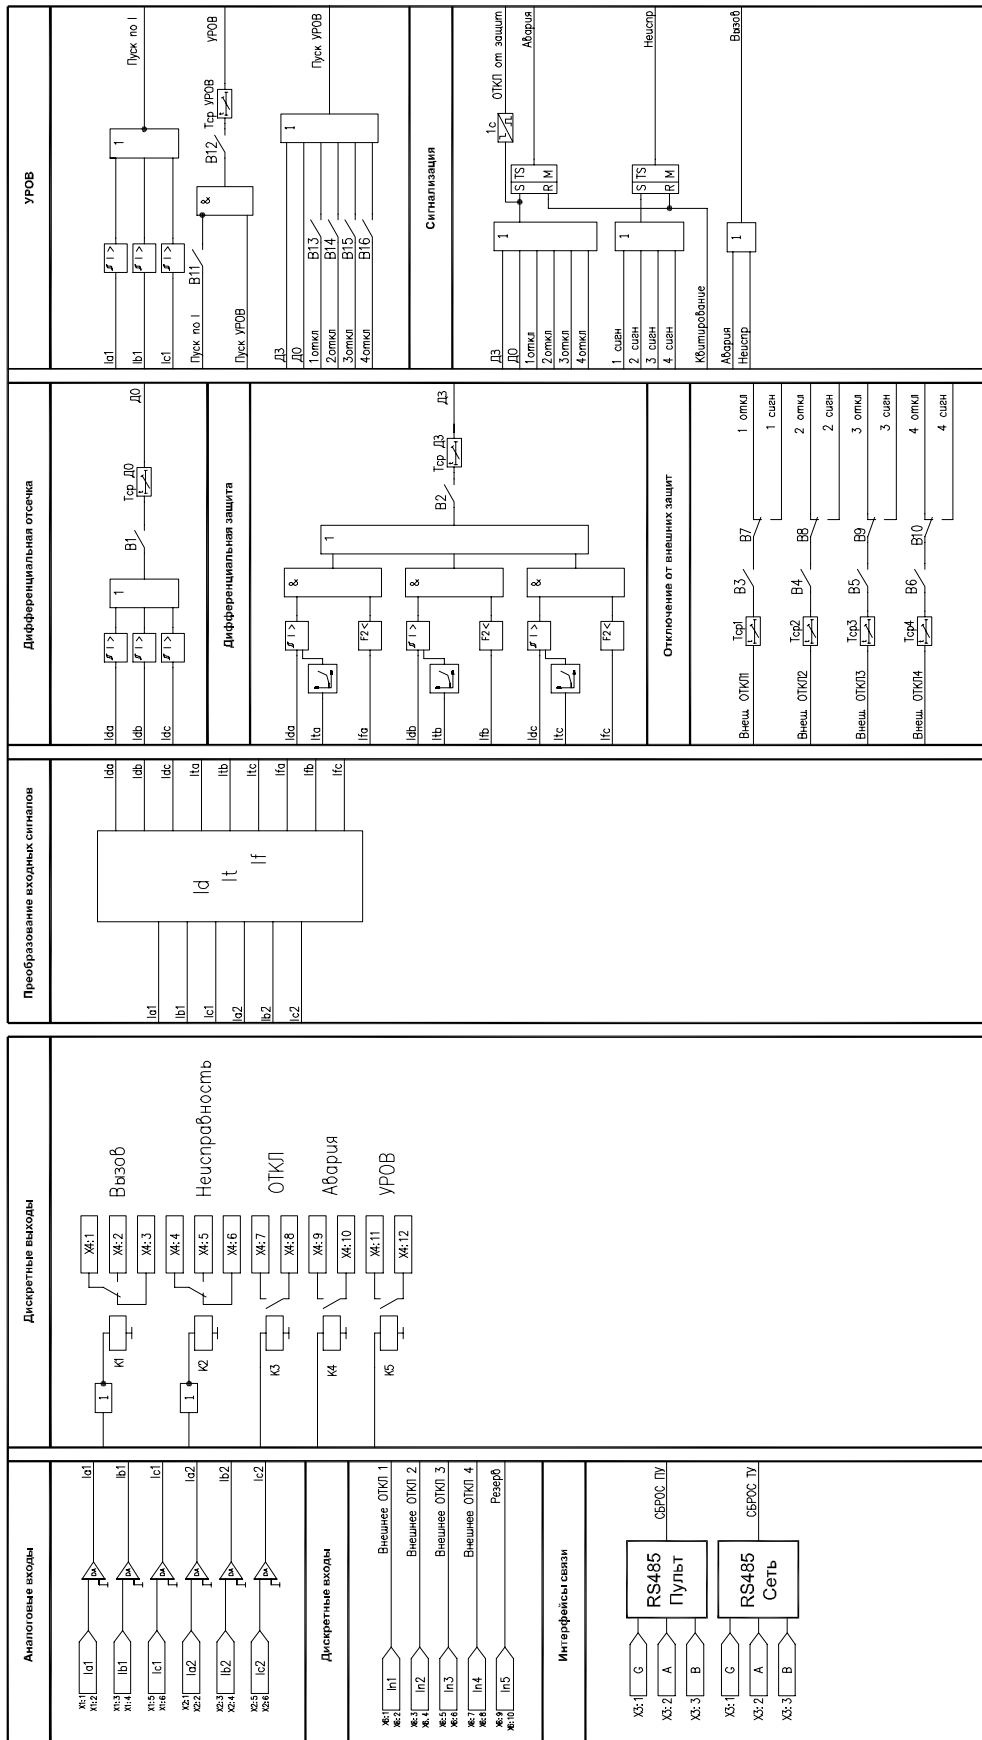 Аналоговые входы
X1:1
X1:2
Ia1
Ia1
X1:3
X1:4
Ib1
Ib1
X1:5
X1:6
Ic1
Ic1
X2:1
X2:2
Ia2
Ia2
X2:3
X2:4
Ib2
Ib2
X2:5
X2:6
Ic2
Ic2
DA
DA
DA
DA
DA
DA
Дискретные входы
X6:1
X6:2
In1
Внешнее ОТКЛ 1
X6:3
X6:4
In2
Внешнее ОТКЛ 2
X6:5
X6:6
In3
Внешнее ОТКЛ 3
X6:7
X6:8
In4
Внешнее ОТКЛ 4
X6:9
X6:10
In5
Резерв
Интерфейсы связи
X3:1
G
X3:2
A
X3:3
B
RS485
Пульт
СБРОС ПУ
X3:1
G
X3:2
A
X3:3
B
RS485
Сеть
СБРОС ТУ
Дискретные выходы
1
K1
X4:1
X4:2
X4:3
Вызов
1
K2
X4:4
X4:5
X4:6
Неисправность
K3
X4:7
X4:8
ОТКЛ
K4
X4:9
X4:10
Авария
K5
X4:11
X4:12
УРОВ
Преобразование входных сигналов
Ia1
Ib1
Ic1
Ia2
Ib2
Ic2
Id
It
If
Ida
Idb
Idc
Ita
Itb
Itc
Ifa
Ifb
Ifc
Дифференциальная отсечка
Ida
I >
Idb
I >
Idc
I >
1
B1
Тср ДО
ДО
Дифференциальная защита
Ida
I >
Ita
Ifa
F2 <
&
Idb
I >
Itb
Ifb
F2 <
&
Idc
I >
Itc
Ifc
F2 <
&
1
B2
Тср ДЗ
ДЗ
Отключение от внешних защит
Внеш ОТКЛ1
Тср1
B3
B7
1 откл
1 сигн
Внеш ОТКЛ2
Тср2
B4
B8
2 откл
2 сигн
Внеш ОТКЛ3
Тср3
B5
B9
3 откл
3 сигн
Внеш ОТКЛ4
Тср4
B6
B10
4 откл
4 сигн
УРОВ
Ia1
I >
Ib1
I >
Ic1
I >
1
Пуск по I
Пуск по I
B11
Пуск УРОВ
&
B12
Тср УРОВ
УРОВ
ДЗ
ДО
1откл
B13
2откл
B14
3откл
B15
4откл
B16
1
Пуск УРОВ
Сигнализация
ДЗ
ДО
1откл
2откл
3откл
4откл
1
1с
ОТКЛ от защит
S TS
R M
Авария
1 сигн
2 сигн
3 сигн
4 сигн
1
S TS
R M
Неиспр
Квитирование
Авария
Неиспр
1
Вызов